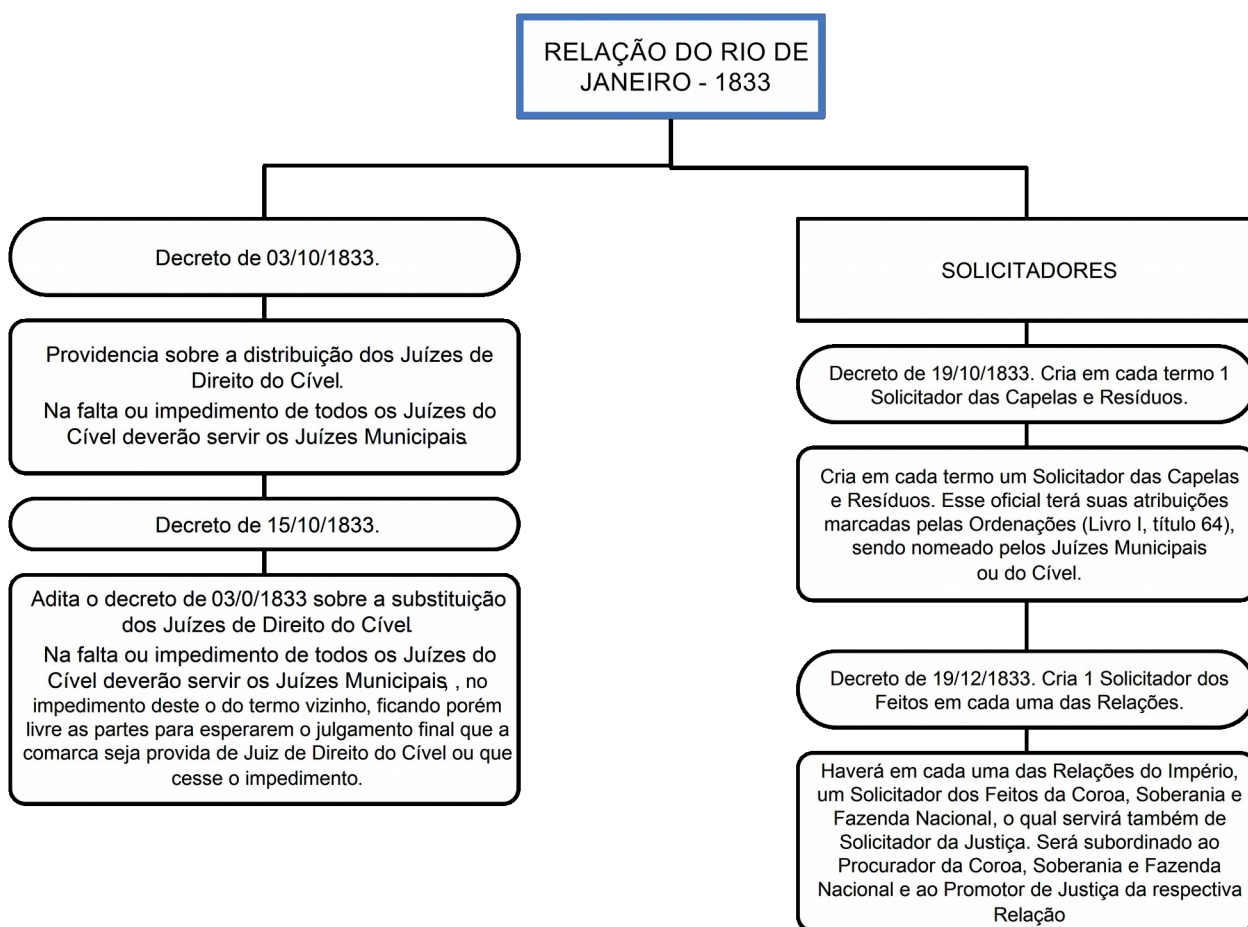 RELAÇÃO DO RIO DE
JANEIRO - 1833
Decreto de 03/10/1833.
Providencia sobre a distribuição dos Juízes de
Direito do Cível.
Na falta ou impedimento de todos os Juízes do
Cível deverão servir os Juízes Municipais.
Decreto de 15/10/1833.
Adita o decreto de 03/0/1833 sobre a substituição
dos Juízes de Direito do Cível.
Na falta ou impedimento de todos os Juízes do
Cível deverão servir os Juízes Municipais, , no
impedimento deste o do termo vizinho, ficando porém
livre as partes para esperarem o julgamento final que a
comarca seja provida de Juiz de Direito do Cível ou que
cesse o impedimento.
SOLICITADORES
Decreto de 19/10/1833. Cria em cada termo 1
Solicitador das Capelas e Resíduos.
Cria em cada termo um Solicitador das Capelas
e Resíduos. Esse oficial terá suas atribuições
marcadas pelas Ordenações (Livro I, título 64),
sendo nomeado pelos Juízes Municipais
ou do Cível.
Decreto de 19/12/1833. Cria 1 Solicitador dos
Feitos em cada uma das Relações.
Haverá em cada uma das Relações do Império,
um Solicitador dos Feitos da Coroa, Soberania e
Fazenda Nacional, o qual servirá também de
Solicitador da Justiça. Será subordinado ao
Procurador da Coroa, Soberania e Fazenda
Nacional e ao Promotor de Justiça da respectiva
Relação